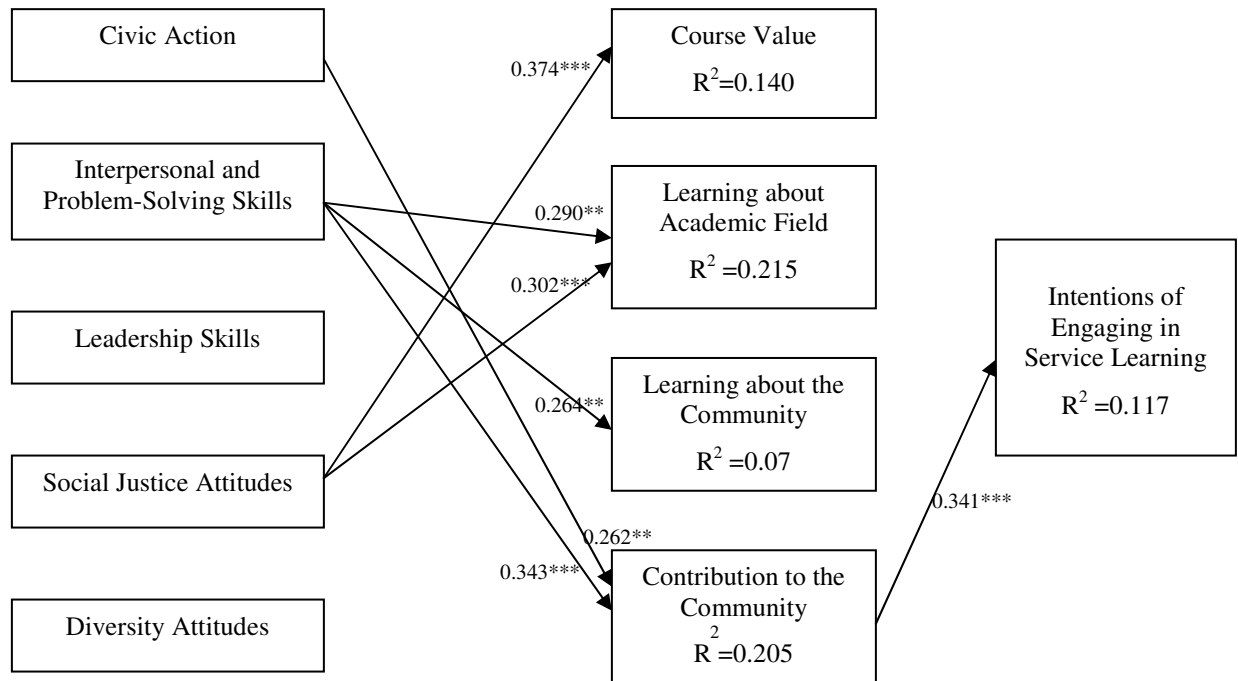 Civic Action
Interpersonal and
Problem-Solving Skills
Leadership Skills
Social Justice Attitudes
Diversity Attitudes
0.374***
0.290**
0.302***
0.264**
0.262**
0.343***
Course Value
R²=0.140
Learning about
Academic Field
R² =0.215
Learning about the
Community
R² =0.07
Contribution to the
Community
R²=0.205
0.341***
Intentions of
Engaging in
Service Learning
R² =0.117